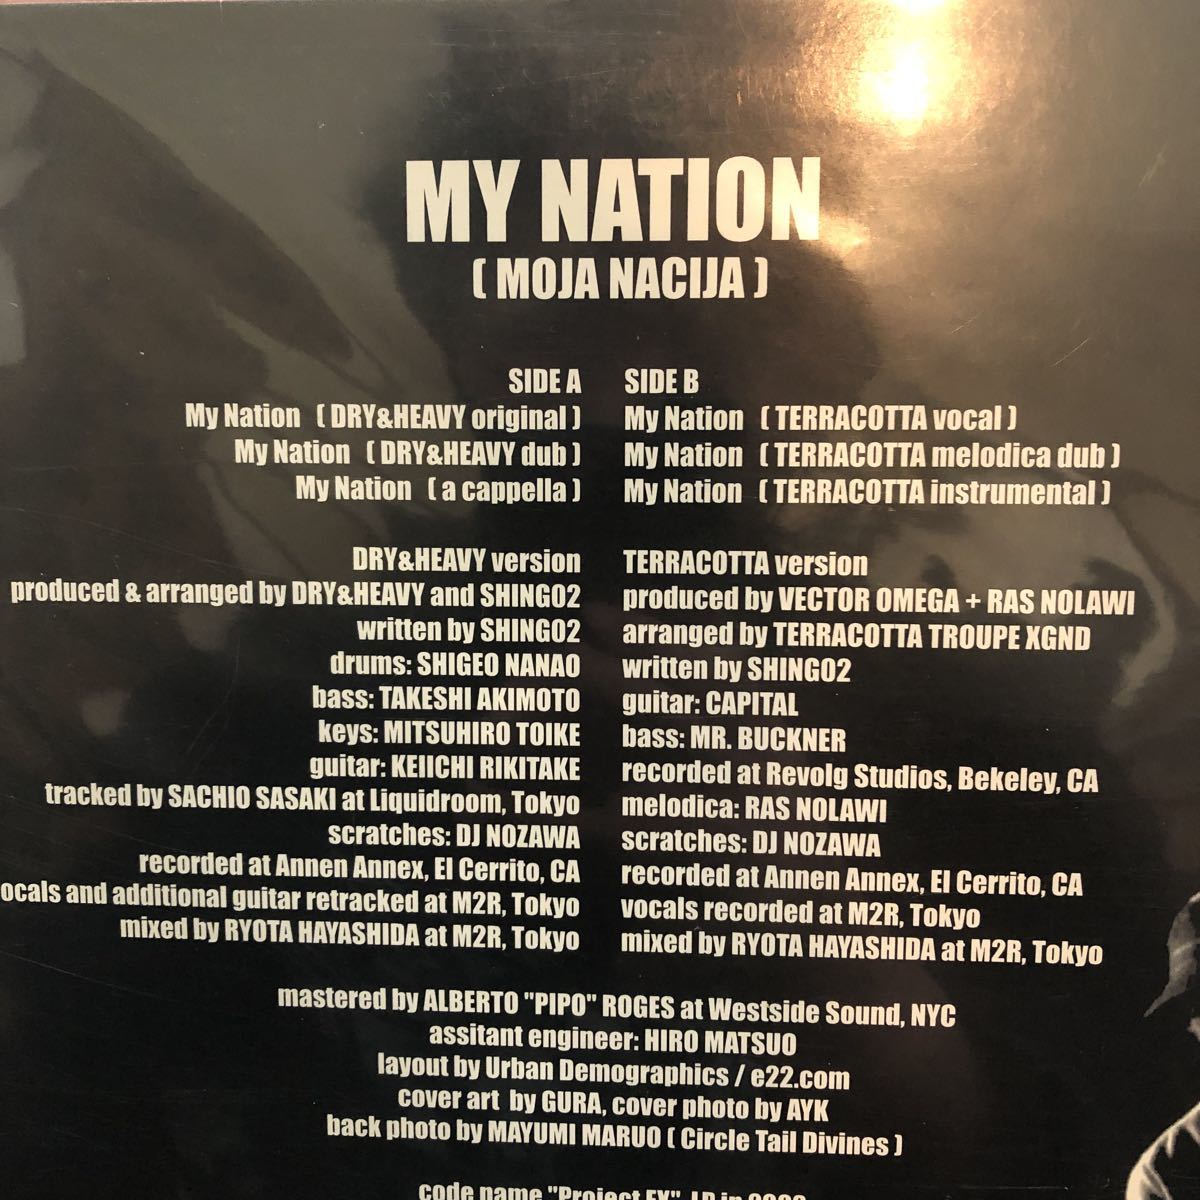 MY NATION
( MOJA NACIJA )
SIDE A
My Nation ( DRY&HEAVY original )
My Nation ( DRY&HEAVY dub )
My Nation ( a cappella )
DRY&HEAVY version
produced & arranged by DRY&HEAVY and SHING02
written by SHING02
drums: SHIGEO NANAO
bass: TAKESHI AKIMOTO
keys: MITSUHIRO TOIKE
guitar: KEIICHI RIKITAKE
tracked by SACHIO SASAKI at Liquidroom, Tokyo
scratches: DJ NOZAWA
recorded at Annen Annex, El Cerrito, CA
ocals and additional guitar retracked at M2R, Tokyo
mixed by RYOTA HAYASHIDA at M2R, Tokyo
SIDE B
My Nation ( TERRACOTTA vocal )
My Nation ( TERRACOTTA melodica dub )
My Nation ( TERRACOTTA instrumental )
TERRACOTTA version
produced by VECTOR OMEGA + RAS NOLAWI
arranged by TERRACOTTA TROUPE XGND
written by SHING02
guitar: CAPITAL
bass: MR. BUCKNER
recorded at Revolg Studios, Bekeley, CA
melodica: RAS NOLAWI
scratches: DJ NOZAWA
recorded at Annen Annex, El Cerrito, CA
vocals recorded at M2R, Tokyo
mixed by RYOTA HAYASHIDA at M2R, Tokyo
mastered by ALBERTO "PIPO" ROGES at Westside Sound, NYC
assitant engineer: HIRO MATSUO
layout by Urban Demographics / e22.com
cover art by GURA, cover photo by AYK
back photo by MAYUMI MARUO ( Circle Tail Divines )
code name "Project